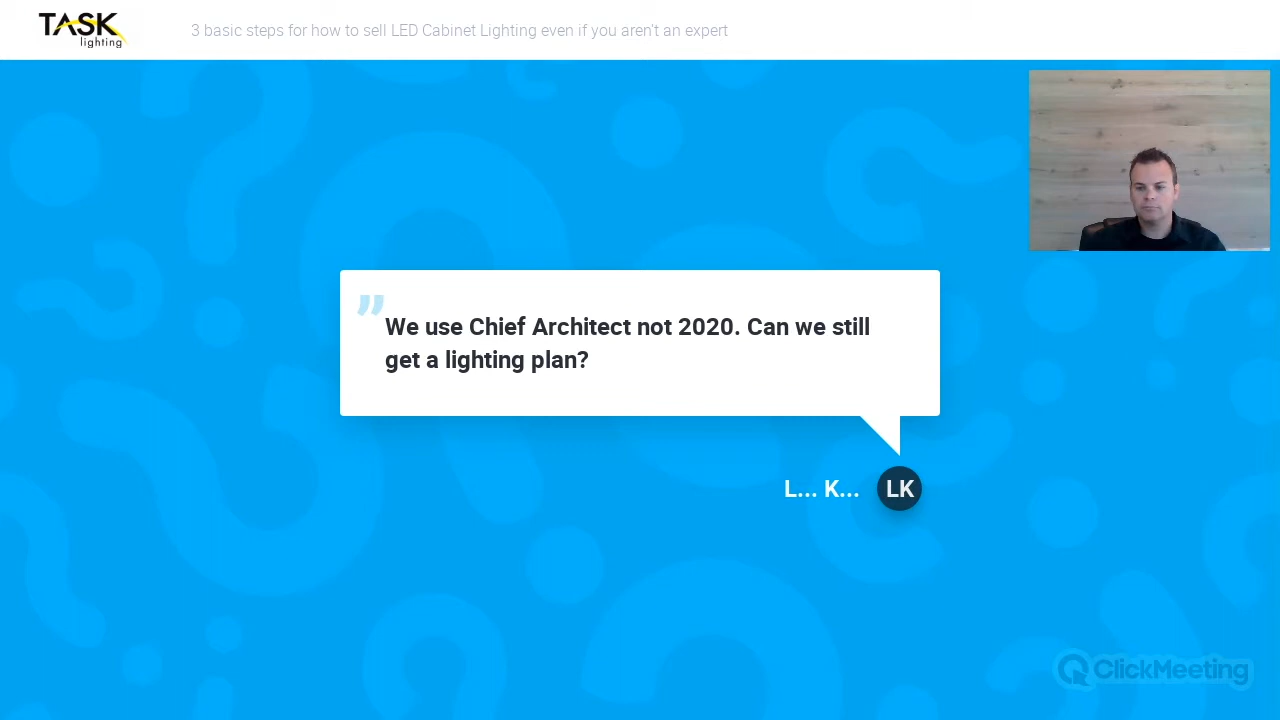 TASK
lighting
3 basic steps for how to sell LED Cabinet Lighting even if you aren't an expert
" We use Chief Architect not 2020. Can we still
get a lighting plan?
L... K... LK
ClickMeeting